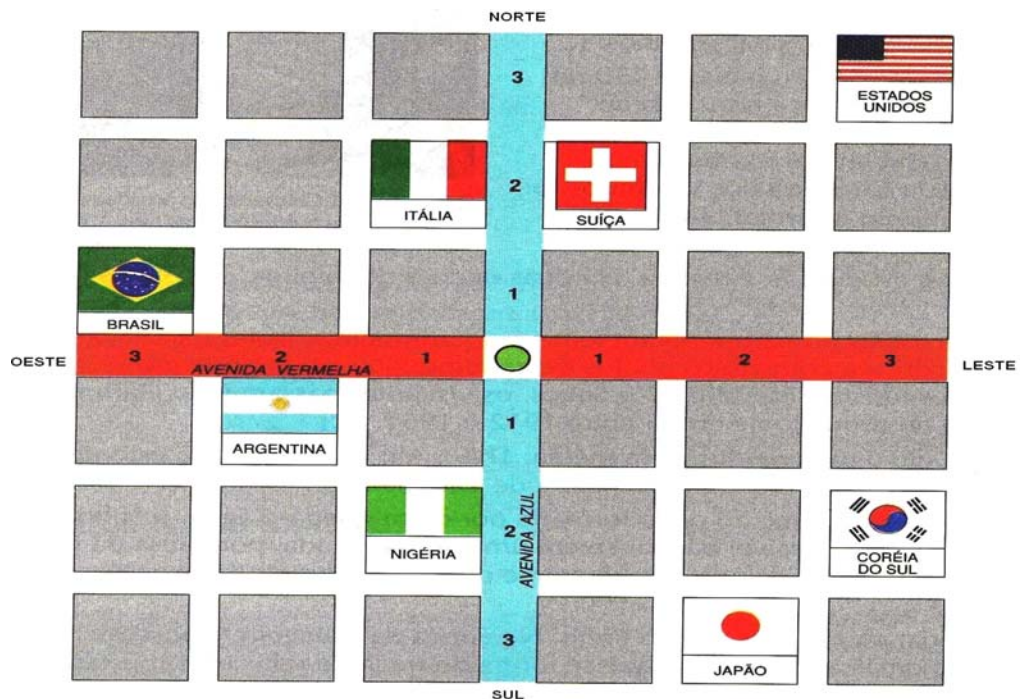 NORTE
3
ESTADOS
UNIDOS
2
ITÁLIA
SUÍÇA
1
BRASIL
OESTE
3
2
1
1
2
3
LESTE
AVENIDA VERMELHA
1
ARGENTINA
AVENIDA AZUL
2
NIGÉRIA
CORÉIA
DO SUL
3
JAPÃO
SUL